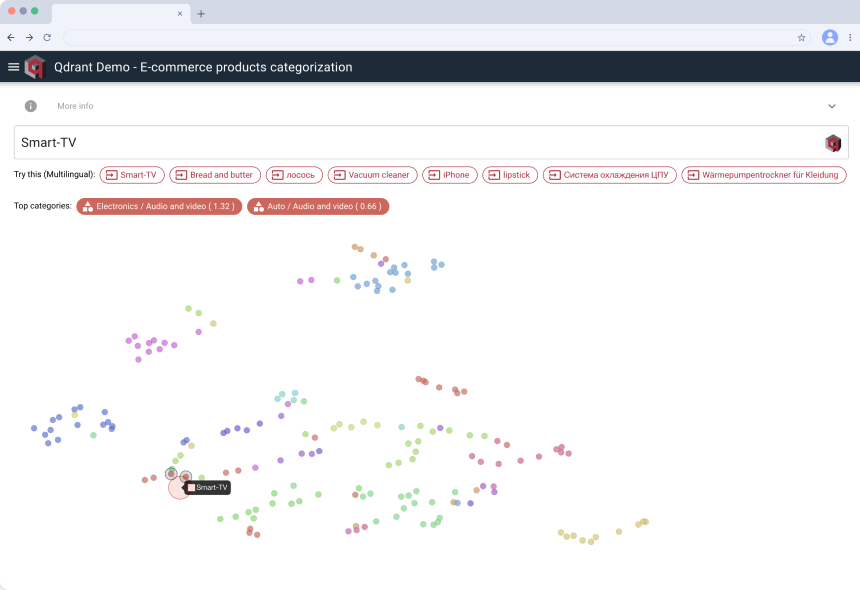 Qdrant Demo - E-commerce products categorization
More info
Smart-TV
Try this (Multilingual): Smart-TV Bread and butter лосось Vacuum cleaner iPhone lipstick Система охлаждения ЦПУ Wärmepumpentrockner für Kleidung
Top categories: Electronics / Audio and video ( 1.32 ) Auto / Audio and video ( 0.66 )
Smart-TV